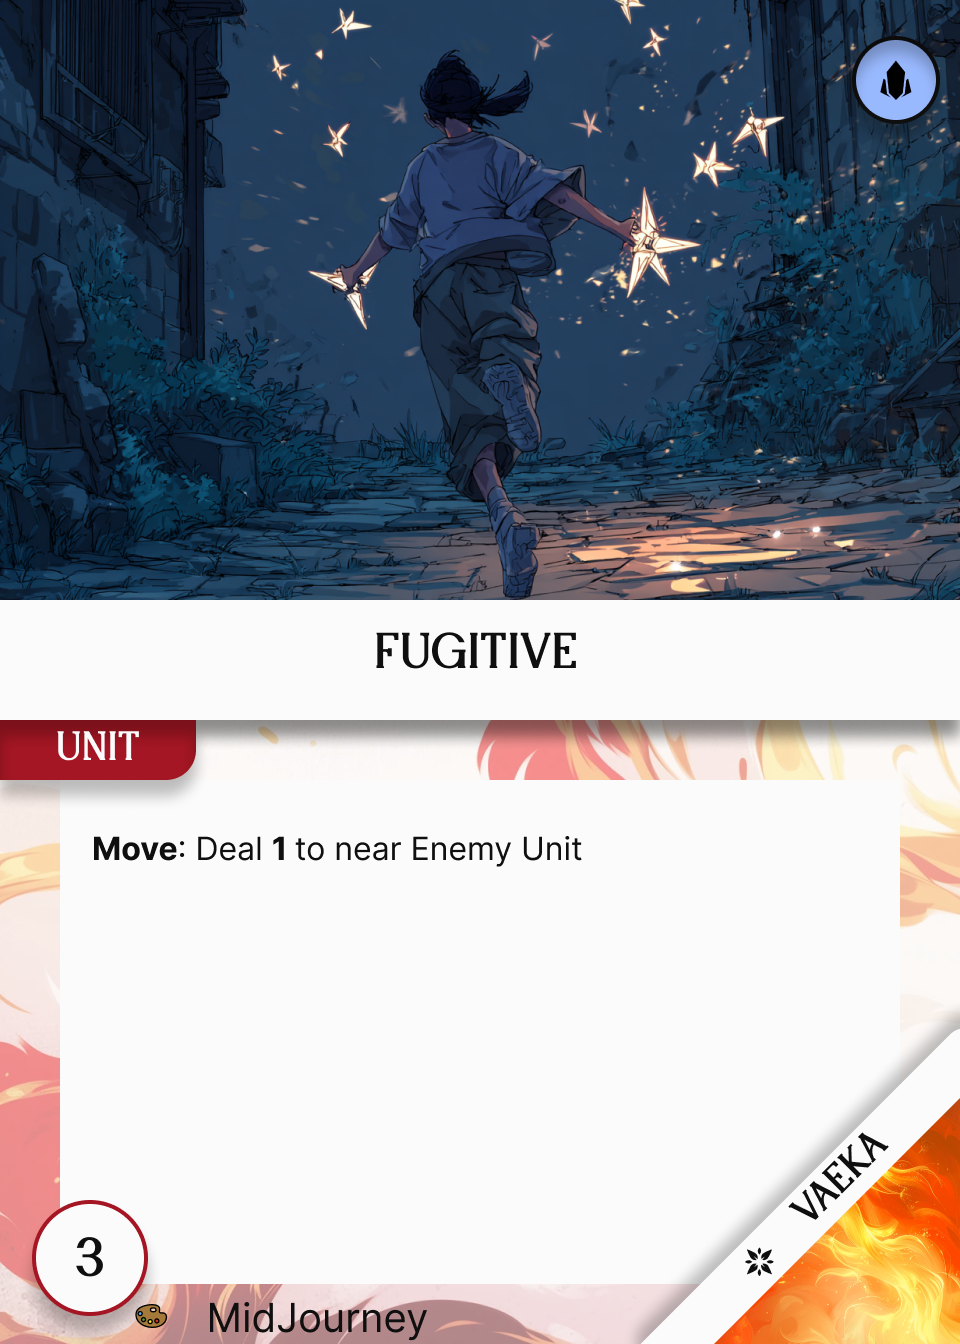 FUGITIVE
UNIT
Move: Deal 1 to near Enemy Unit
VAEKA
3
MidJourney